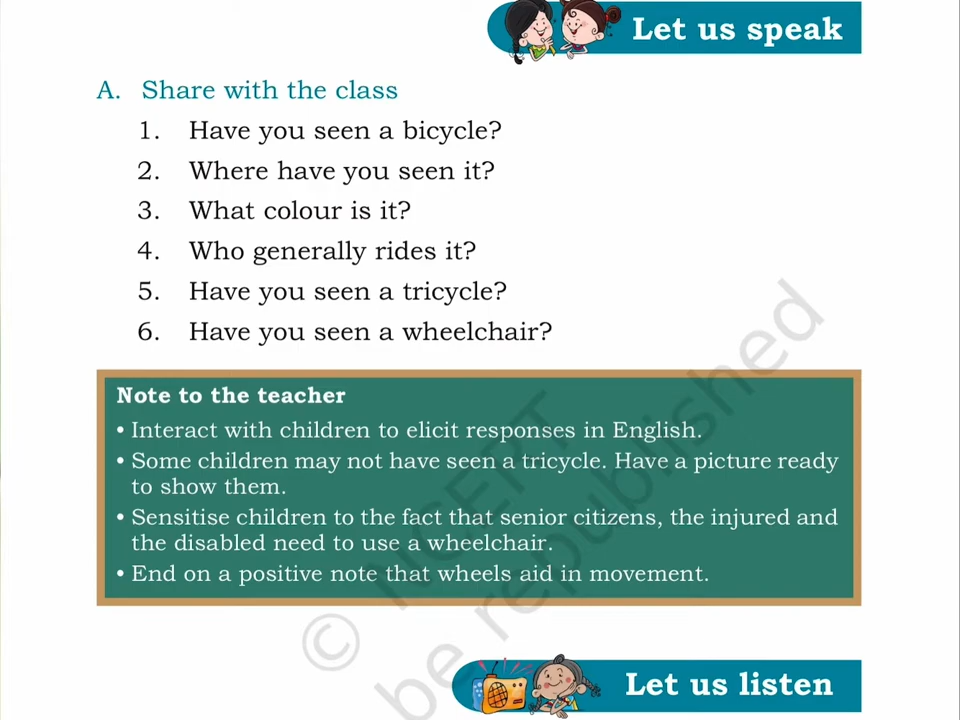 Let us speak
A. Share with the class
1. Have you seen a bicycle?
2. Where have you seen it?
3. What colour is it?
4. Who generally rides it?
5. Have you seen a tricycle?
6. Have you seen a wheelchair?
Note to the teacher
• Interact with children to elicit responses in English.
• Some children may not have seen a tricycle. Have a picture ready
to show them.
• Sensitise children to the fact that senior citizens, the injured and
the disabled need to use a wheelchair.
• End on a positive note that wheels aid in movement.
© NCERT
be republished
Let us listen